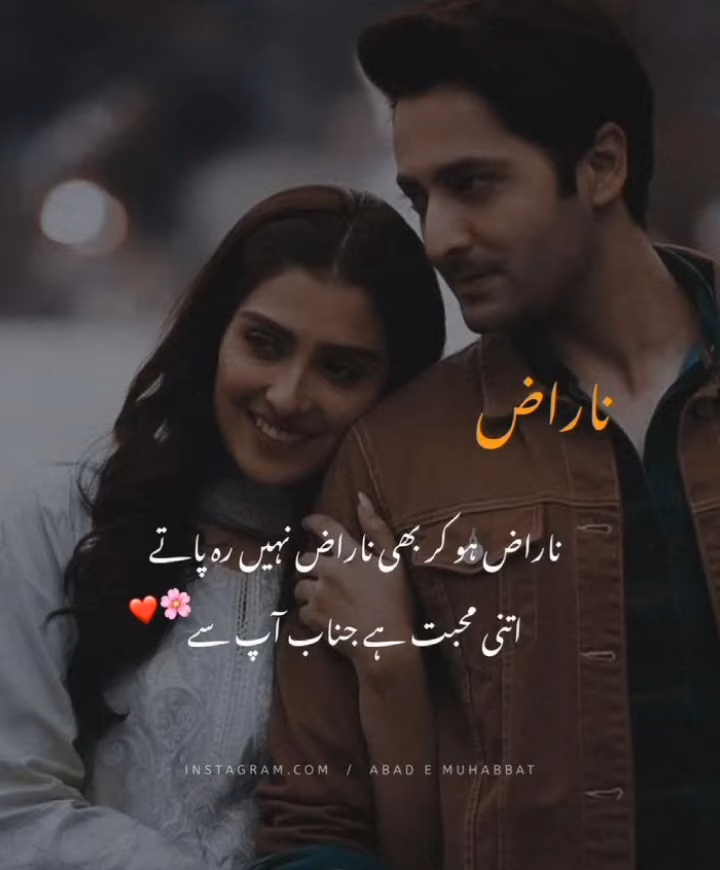 ناراض
ناراض ہو کر بھی ناراض نہیں رہ پاتے
اتنی محبت ہے جناب آپ سے 🌸❤️
INSTAGRAM.COM / ABAD E MUHABBAT